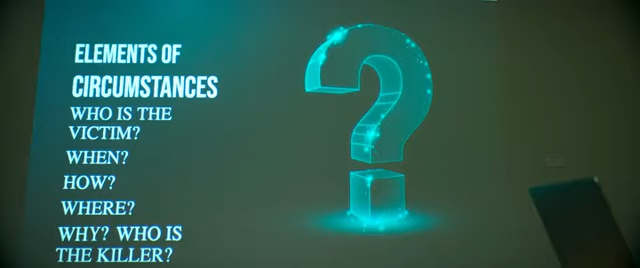 ELEMENTS OF
CIRCUMSTANCES
WHO IS THE
VICTIM?
WHEN?
HOW?
WHERE?
WHY? WHO IS
THE KILLER?